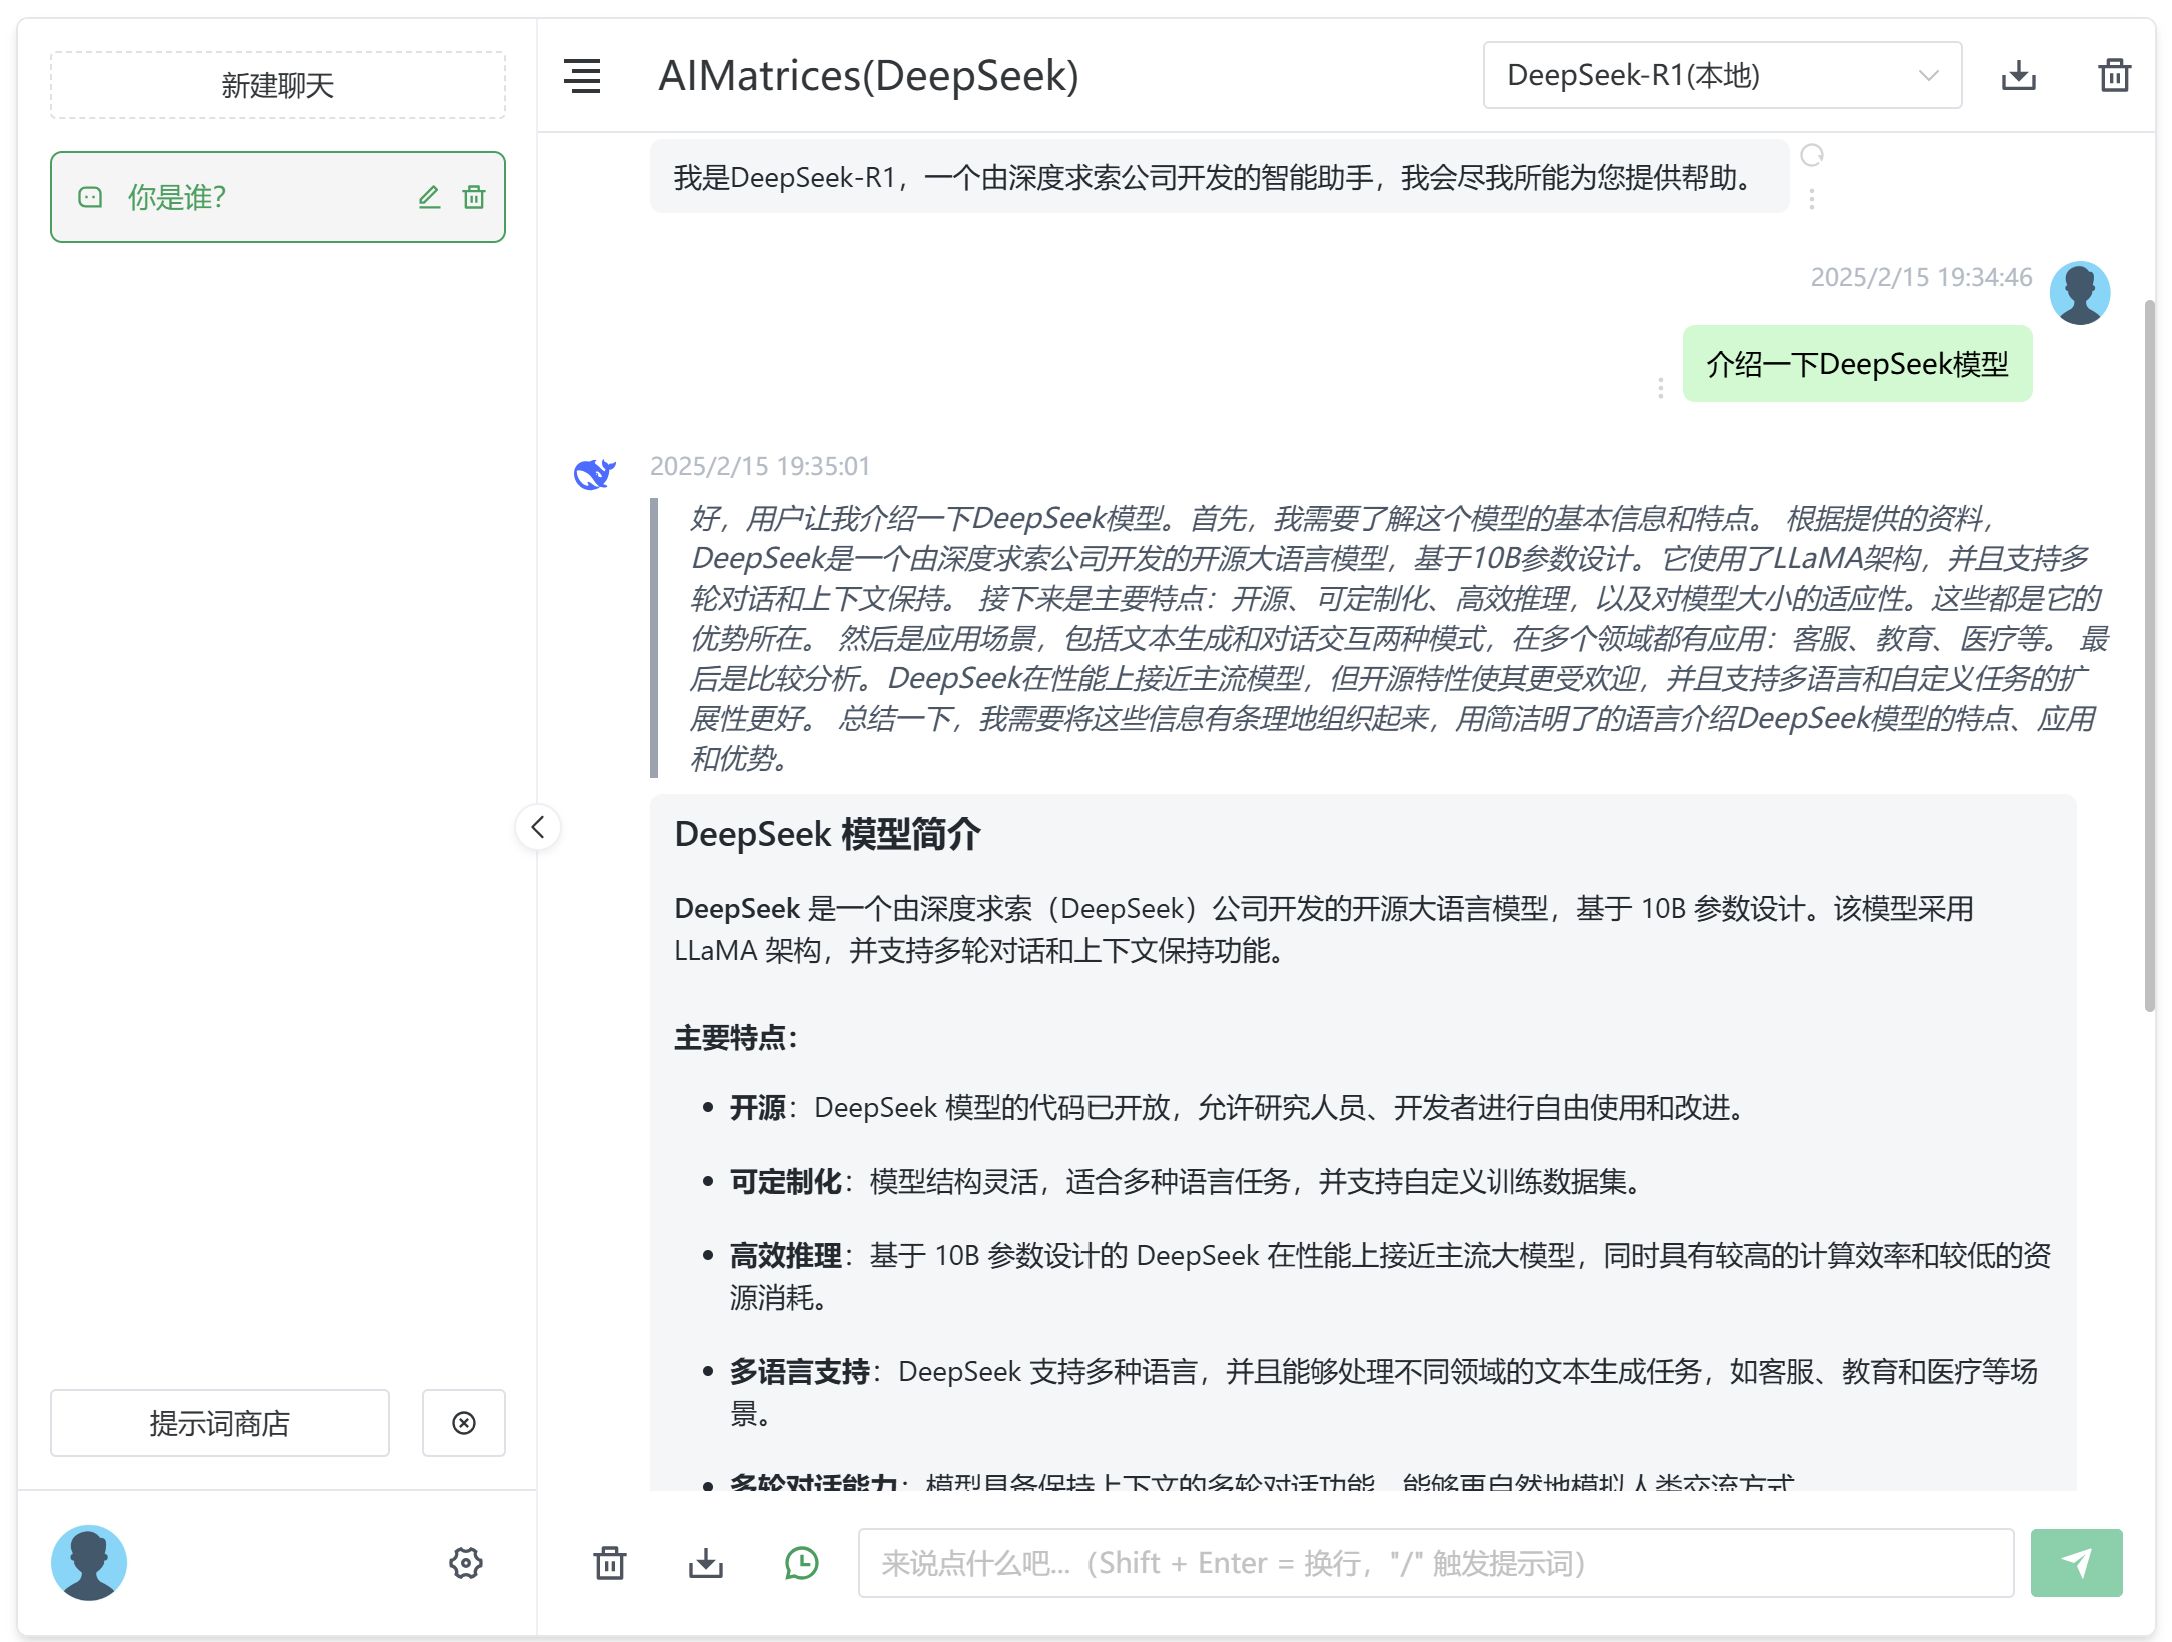 新建聊天
你是谁？
提示词商店
AIMatrices(DeepSeek)
DeepSeek-R1(本地)
我是DeepSeek-R1，一个由深度求索公司开发的智能助手，我会尽我所能为您提供帮助。
2025/2/15 19:34:46
介绍一下DeepSeek模型
2025/2/15 19:35:01
好，用户让我介绍一下DeepSeek模型。首先，我需要了解这个模型的基本信息和特点。 根据提供的资料，
DeepSeek是一个由深度求索公司开发的开源大语言模型，基于10B参数设计。它使用了LLaMA架构，并且支持多
轮对话和上下文保持。 接下来是主要特点：开源、可定制化、高效推理，以及对模型大小的适应性。这些都是它的
优势所在。 然后是应用场景，包括文本生成和对话交互两种模式，在多个领域都有应用：客服、教育、医疗等。 最
后是比较分析。DeepSeek在性能上接近主流模型，但开源特性使其更受欢迎，并且支持多语言和自定义任务的扩
展性更好。 总结一下，我需要将这些信息有条理地组织起来，用简洁明了的语言介绍DeepSeek模型的特点、应用
和优势。
DeepSeek 模型简介
DeepSeek 是一个由深度求索（DeepSeek）公司开发的开源大语言模型，基于 10B 参数设计。该模型采用
LLaMA 架构，并支持多轮对话和上下文保持功能。
主要特点：
• 开源：DeepSeek 模型的代码已开放，允许研究人员、开发者进行自由使用和改进。
• 可定制化：模型结构灵活，适合多种语言任务，并支持自定义训练数据集。
• 高效推理：基于 10B 参数设计的 DeepSeek 在性能上接近主流大模型，同时具有较高的计算效率和较低的资
源消耗。
• 多语言支持：DeepSeek 支持多种语言，并且能够处理不同领域的文本生成任务，如客服、教育和医疗等场
景。
• 多轮对话能力：模型具备保持上下文的多轮对话功能，能够更自然地模拟人类交流方式
来说点什么吧...（Shift + Enter = 换行，"/" 触发提示词）